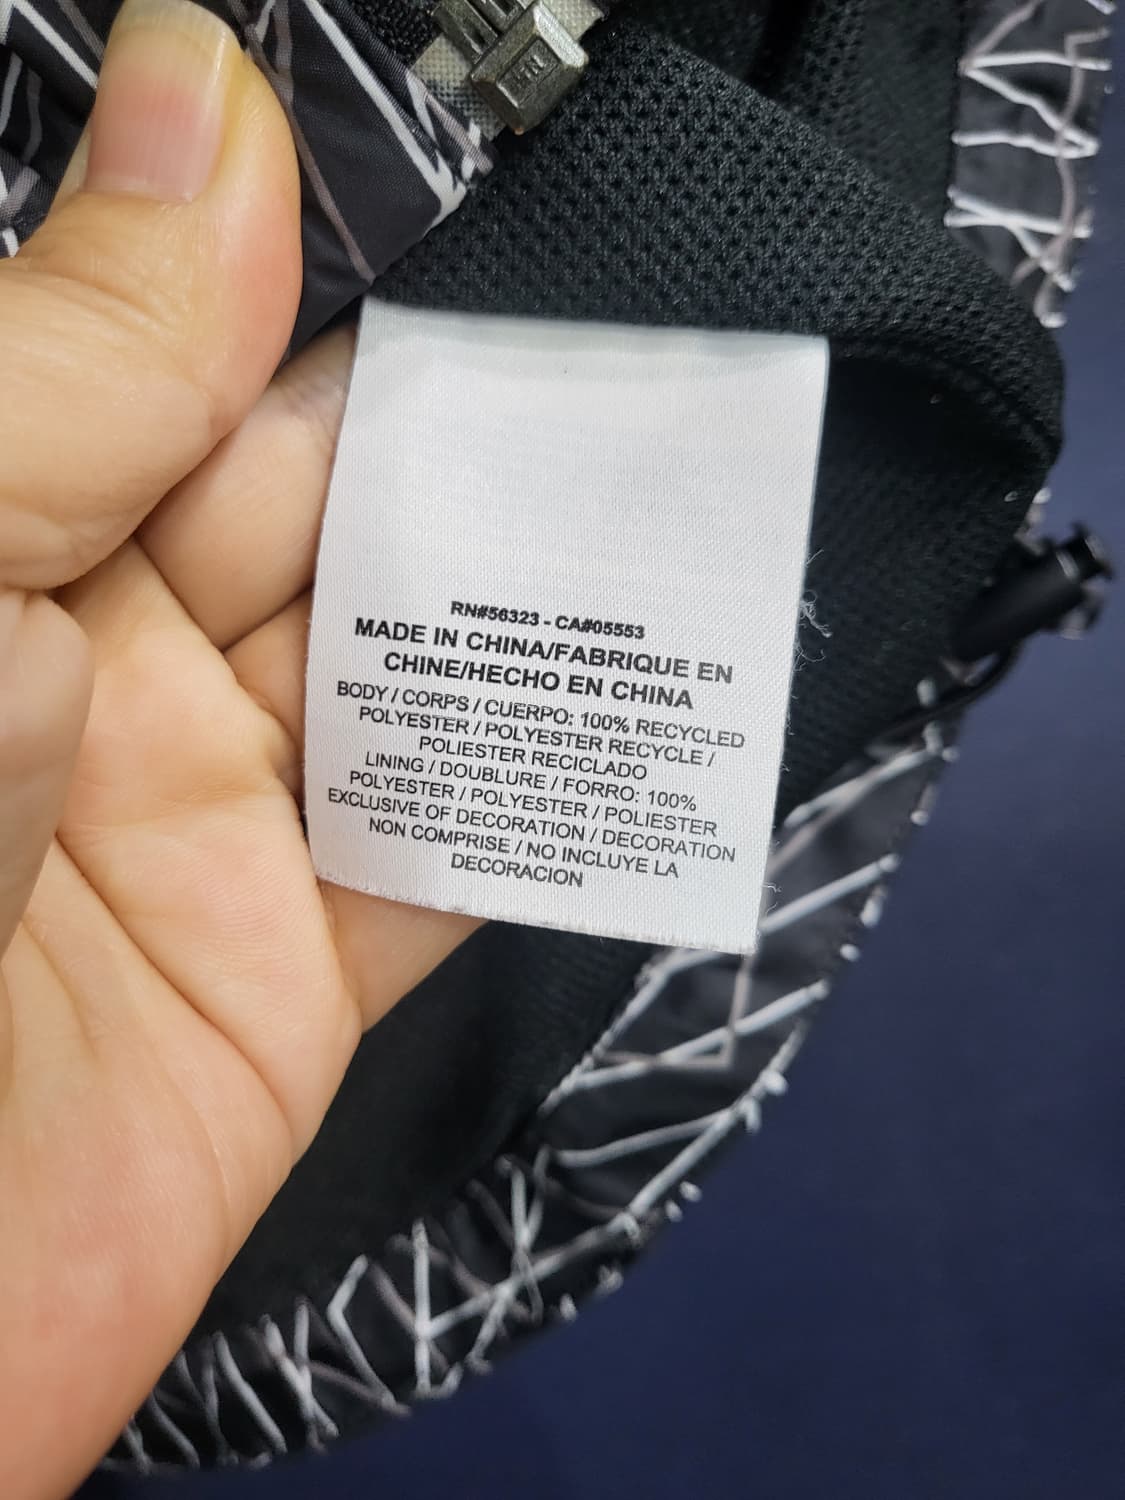 RN#56323 - CA#05553
MADE IN CHINA/FABRIQUE EN
CHINE/HECHO EN CHINA
BODY / CORPS / CUERPO: 100% RECYCLED
POLYESTER / POLYESTER RECYCLE /
POLIESTER RECICLADO
LINING / DOUBLURE / FORRO: 100%
POLYESTER / POLYESTER / POLIESTER
EXCLUSIVE OF DECORATION / DECORATION
NON COMPRISE / NO INCLUYE LA
DECORACION